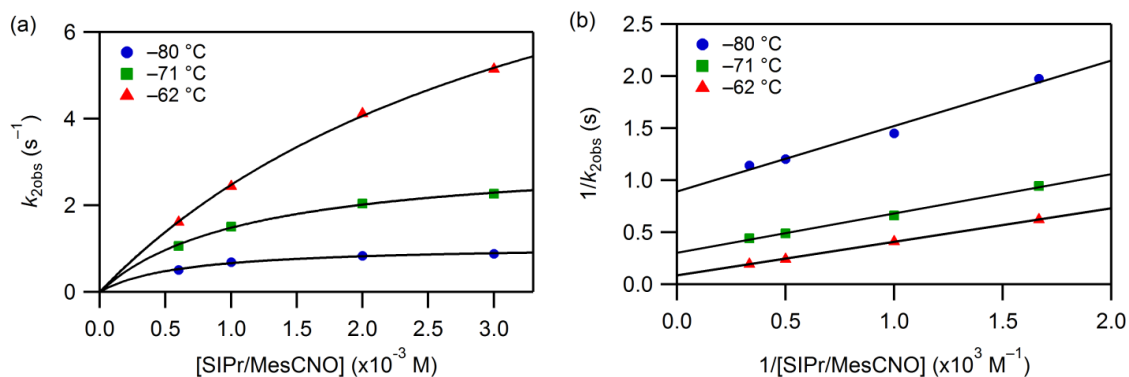 (a)
–80 °C
–71 °C
–62 °C
6
4
2
0
k2obs (s⁻¹)
0.0 0.5 1.0 1.5 2.0 2.5 3.0
[SIPr/MesCNO] (x10⁻³ M)
(b)
–80 °C
–71 °C
–62 °C
2.5
2.0
1.5
1.0
0.5
0.0
1/k2obs (s)
0.0 0.5 1.0 1.5 2.0
1/[SIPr/MesCNO] (x10³ M⁻¹)